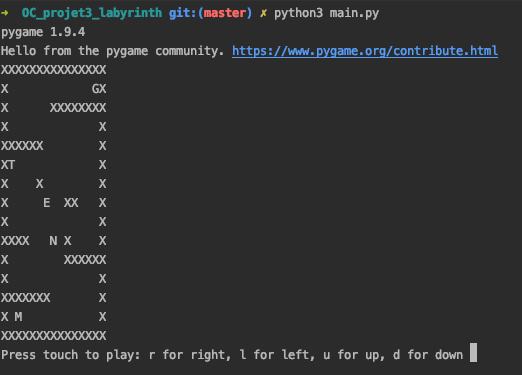 ➜  OC_projet3_labyrinth git:(master) ✗ python3 main.py
pygame 1.9.4
Hello from the pygame community. https://www.pygame.org/contribute.html
XXXXXXXXXXXXXXX
X            GX
X      XXXXXXXX
X             X
XXXXXX        X
XT            X
X    X        X
X     E  XX   X
X             X
XXXX   N X    X
X        XXXXXX
X             X
XXXXXXX       X
X M           X
XXXXXXXXXXXXXXX
Press touch to play: r for right, l for left, u for up, d for down